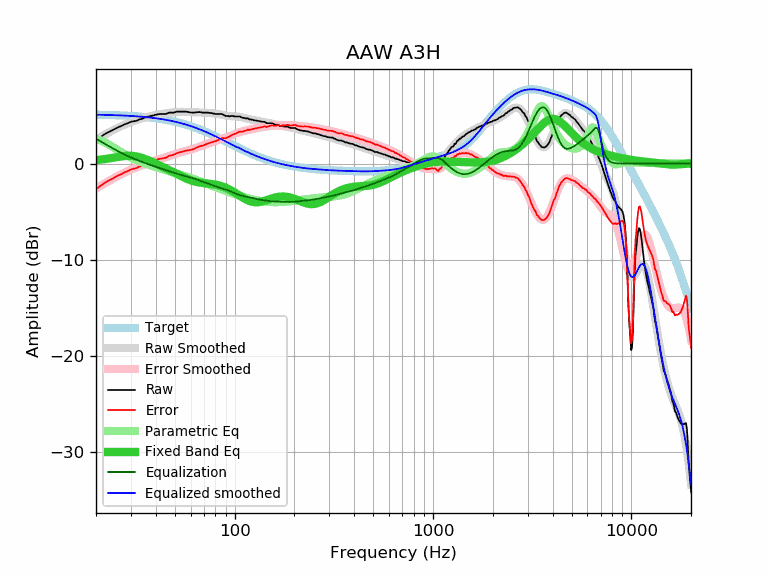 AAW A3H
0
−10
−20
−30
Amplitude (dBr)
Target
Raw Smoothed
Error Smoothed
Raw
Error
Parametric Eq
Fixed Band Eq
Equalization
Equalized smoothed
100 1000 10000
Frequency (Hz)